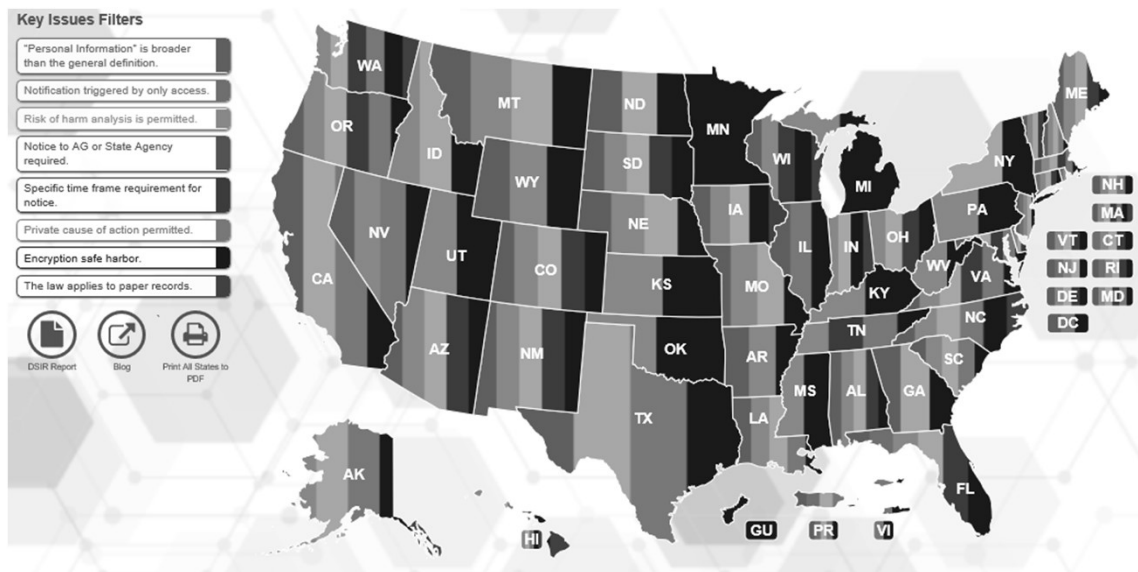 Key Issues Filters
"Personal Information" is broader
than the general definition.
Notification triggered by only access.
Risk of harm analysis is permitted.
Notice to AG or State Agency
required.
Specific time frame requirement for
notice.
Private cause of action permitted.
Encryption safe harbor.
The law applies to paper records.
DSIR Report
Blog
Print All States to
PDF
WA
MT
ND
MN
ME
OR
ID
SD
WI
MI
NY
WY
IA
PA
NH
NV
NE
IL
IN
OH
MA
UT
CO
WV
VT
CT
CA
KS
MO
KY
VA
NJ
RI
AZ
NM
OK
AR
TN
NC
DE
MD
DC
TX
LA
MS
AL
GA
SC
AK
FL
HI
GU
PR
VI